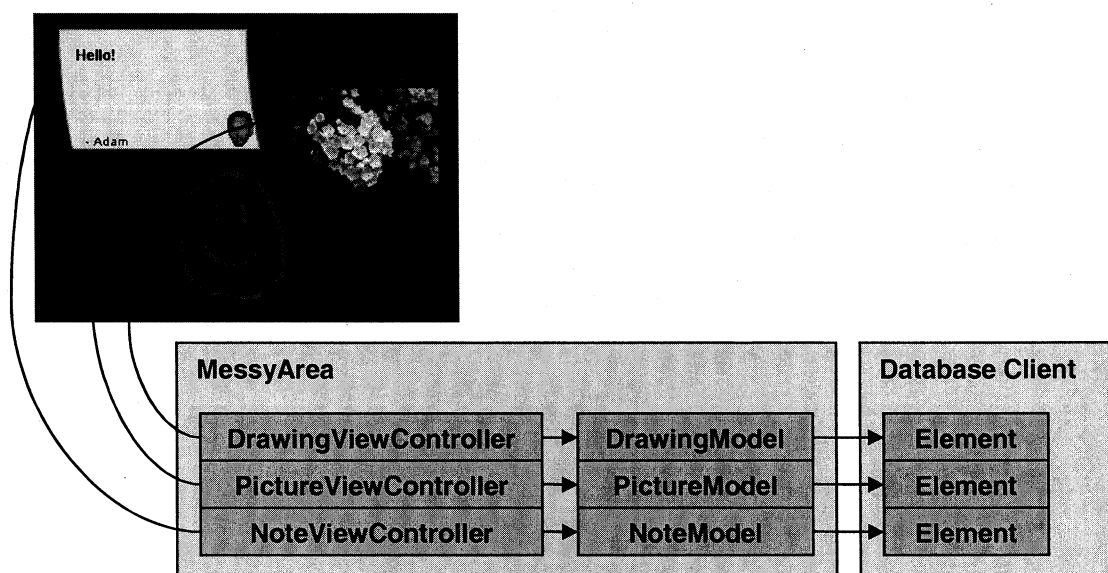 Hello!
- Adam
MessyArea
Database Client
DrawingViewController
DrawingModel
Element
PictureViewController
PictureModel
Element
NoteViewController
NoteModel
Element